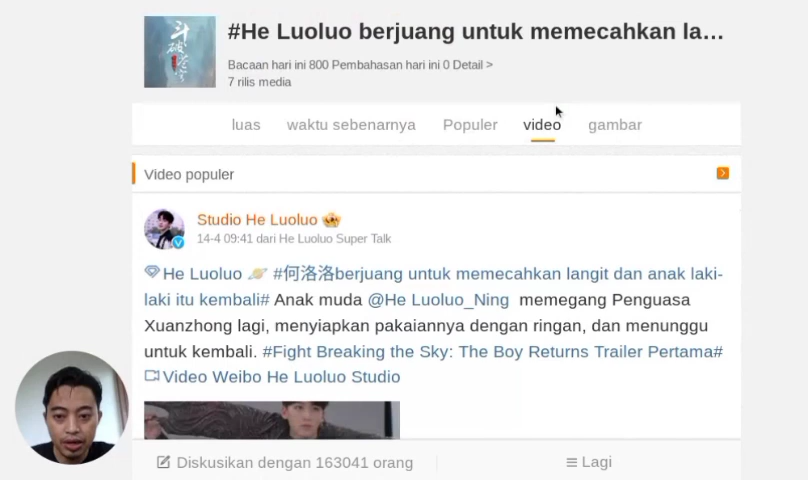 斗破苍穹
#He Luoluo berjuang untuk memecahkan la...
Bacaan hari ini 800 Pembahasan hari ini 0 Detail >
7 rilis media
luas waktu sebenarnya Populer video gambar
Video populer
Studio He Luoluo
14-4 09:41 dari He Luoluo Super Talk
He Luoluo #何洛洛berjuang untuk memecahkan langit dan anak laki-
laki itu kembali# Anak muda @He Luoluo_Ning memegang Penguasa
Xuanzhong lagi, menyiapkan pakaiannya dengan ringan, dan menunggu
untuk kembali. #Fight Breaking the Sky: The Boy Returns Trailer Pertama#
Video Weibo He Luoluo Studio
Diskusikan dengan 163041 orang
Lagi